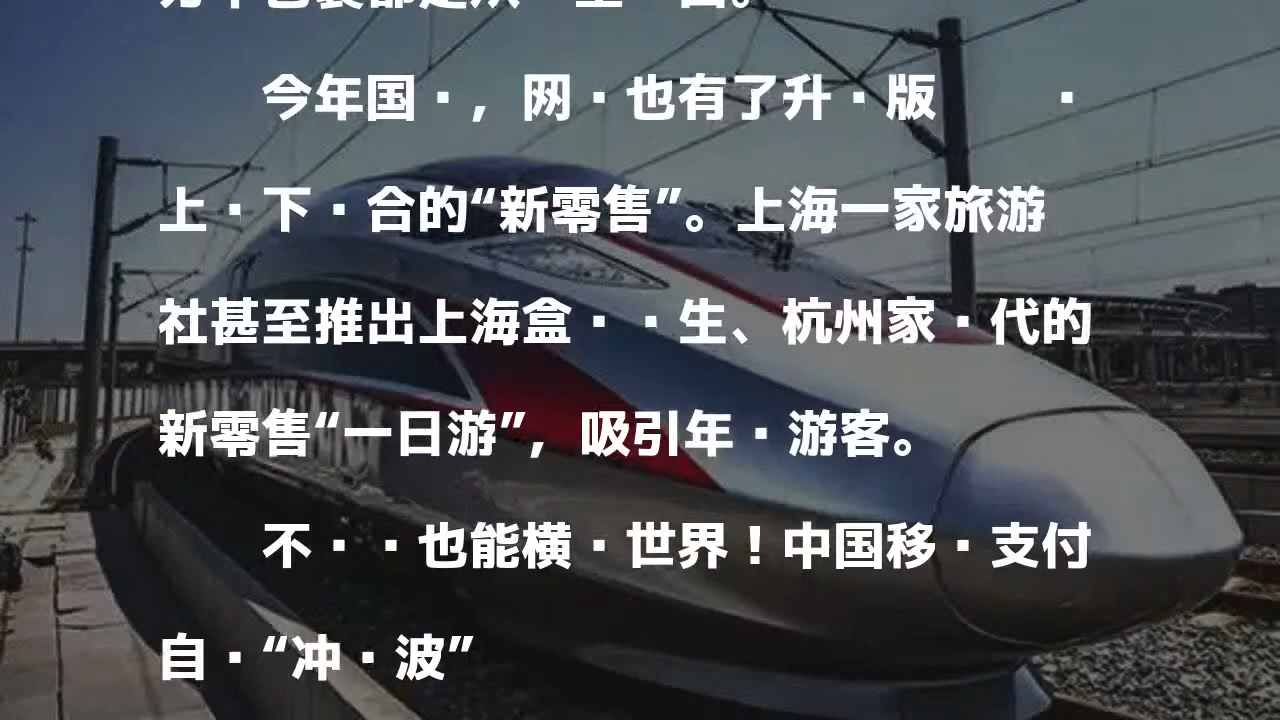 今年国·，网·也有了升·版 ·
上·下·合的“新零售”。上海一家旅游
社甚至推出上海盒··生、杭州家·代的
新零售“一日游”，吸引年·游客。
不··也能横·世界！中国移·支付
自·“冲·波”